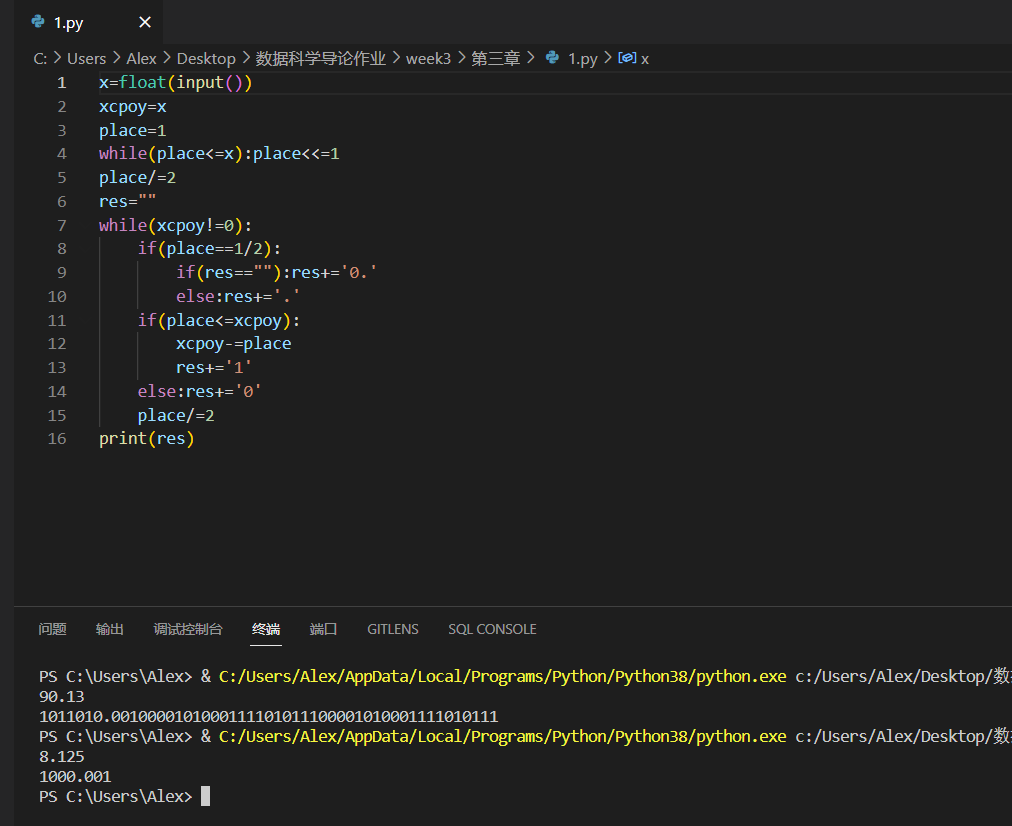 1.py
C: > Users > Alex > Desktop > 数据科学导论作业 > week3 > 第三章 > 1.py > x
1 x=float(input())
2 xcpoy=x
3 place=1
4 while(place<=x):place<<=1
5 place/=2
6 res=""
7 while(xcpoy!=0):
8     if(place==1/2):
9         if(res==""):res+='0.'
10         else:res+='.'
11     if(place<=xcpoy):
12         xcpoy-=place
13         res+='1'
14     else:res+='0'
15     place/=2
16 print(res)
问题 输出 调试控制台 终端 端口 GITLENS SQL CONSOLE
PS C:\Users\Alex> & C:/Users/Alex/AppData/Local/Programs/Python/Python38/python.exe c:/Users/Alex/Desktop/数
90.13
1011010.0010000101000111101011100001010001111010111
PS C:\Users\Alex> & C:/Users/Alex/AppData/Local/Programs/Python/Python38/python.exe c:/Users/Alex/Desktop/数
8.125
1000.001
PS C:\Users\Alex>